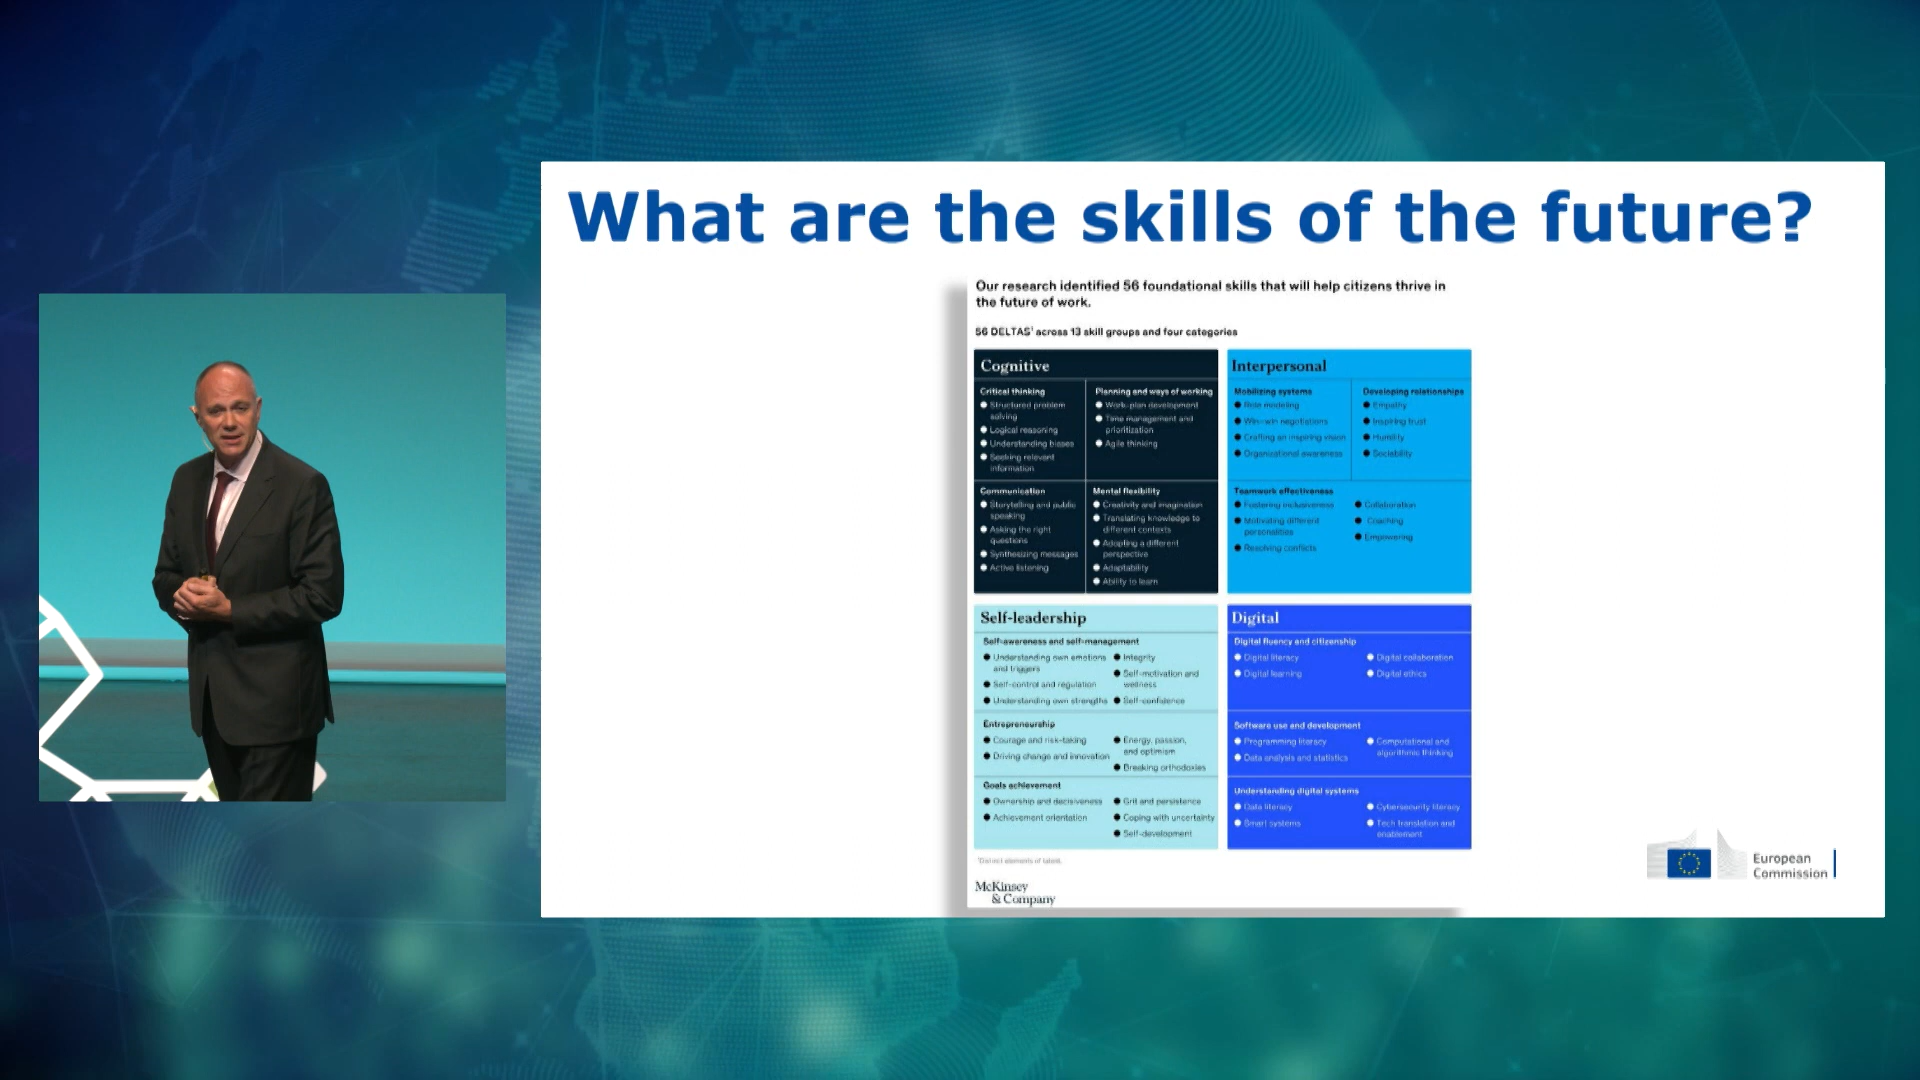 What are the skills of the future?
Our research identified 56 foundational skills that will help citizens thrive in
the future of work.
56 DELTAS¹ across 13 skill groups and four categories
Cognitive
Critical thinking
Structured problem
solving
Logical reasoning
Understanding biases
Seeking relevant
information
Planning and ways of working
Work-plan development
Time management and
prioritization
Agile thinking
Communication
Storytelling and public
speaking
Asking the right
questions
Synthesizing messages
Active listening
Mental flexibility
Creativity and imagination
Translating knowledge to
different contexts
Adopting a different
perspective
Adaptability
Ability to learn
Interpersonal
Mobilizing systems
Role modeling
Win–win negotiations
Crafting an inspiring vision
Organizational awareness
Developing relationships
Empathy
Inspiring trust
Humility
Sociability
Teamwork effectiveness
Fostering inclusiveness
Motivating different
personalities
Resolving conflicts
Collaboration
Coaching
Empowering
Self-leadership
Self-awareness and self-management
Understanding own emotions
and triggers
Self-control and regulation
Understanding own strengths
Integrity
Self-motivation and
wellness
Self-confidence
Entrepreneurship
Courage and risk-taking
Driving change and innovation
Energy, passion,
and optimism
Breaking orthodoxies
Goals achievement
Ownership and decisiveness
Achievement orientation
Grit and persistence
Coping with uncertainty
Self-development
Digital
Digital fluency and citizenship
Digital literacy
Digital learning
Digital collaboration
Digital ethics
Software use and development
Programming literacy
Data analysis and statistics
Computational and
algorithmic thinking
Understanding digital systems
Data literacy
Smart systems
Cybersecurity literacy
Tech translation and
enablement
¹Distinct elements of talent.
McKinsey
& Company
European
Commission